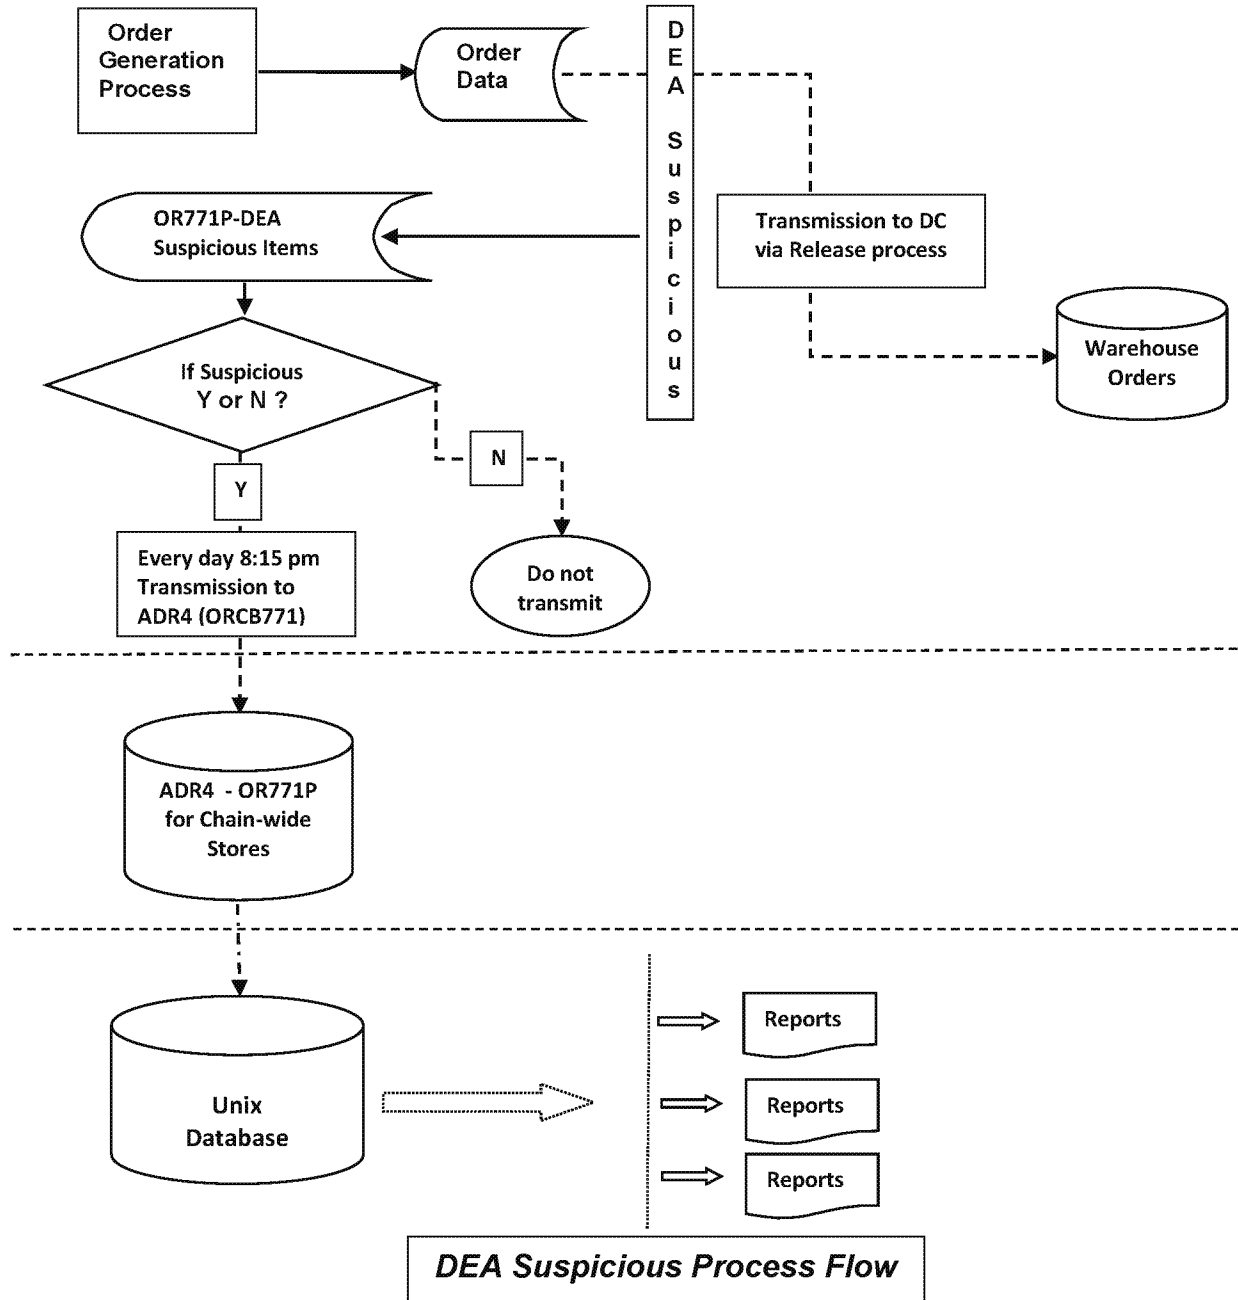 Order
Generation
Process
Order
Data
DEA Suspicious
OR771P-DEA
Suspicious Items
Transmission to DC
via Release process
Warehouse
Orders
If Suspicious
Y or N ?
N
Y
Every day 8:15 pm
Transmission to
ADR4 (ORCB771)
Do not
transmit
ADR4 - OR771P
for Chain-wide
Stores
Unix
Database
Reports
Reports
Reports
DEA Suspicious Process Flow